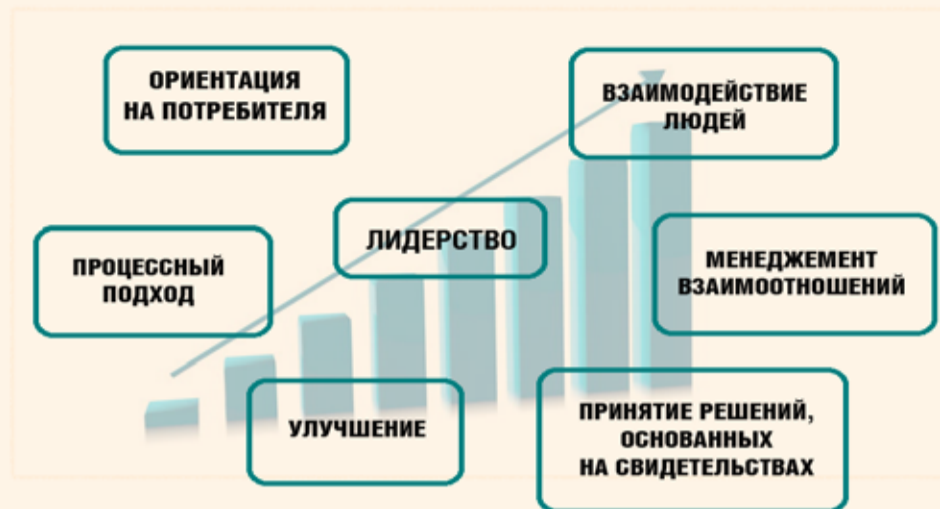 ОРИЕНТАЦИЯ
НА ПОТРЕБИТЕЛЯ
ВЗАИМОДЕЙСТВИЕ
ЛЮДЕЙ
ЛИДЕРСТВО
ПРОЦЕССНЫЙ
ПОДХОД
МЕНЕДЖЕМЕНТ
ВЗАИМООТНОШЕНИЙ
УЛУЧШЕНИЕ
ПРИНЯТИЕ РЕШЕНИЙ,
ОСНОВАННЫХ
НА СВИДЕТЕЛЬСТВАХ